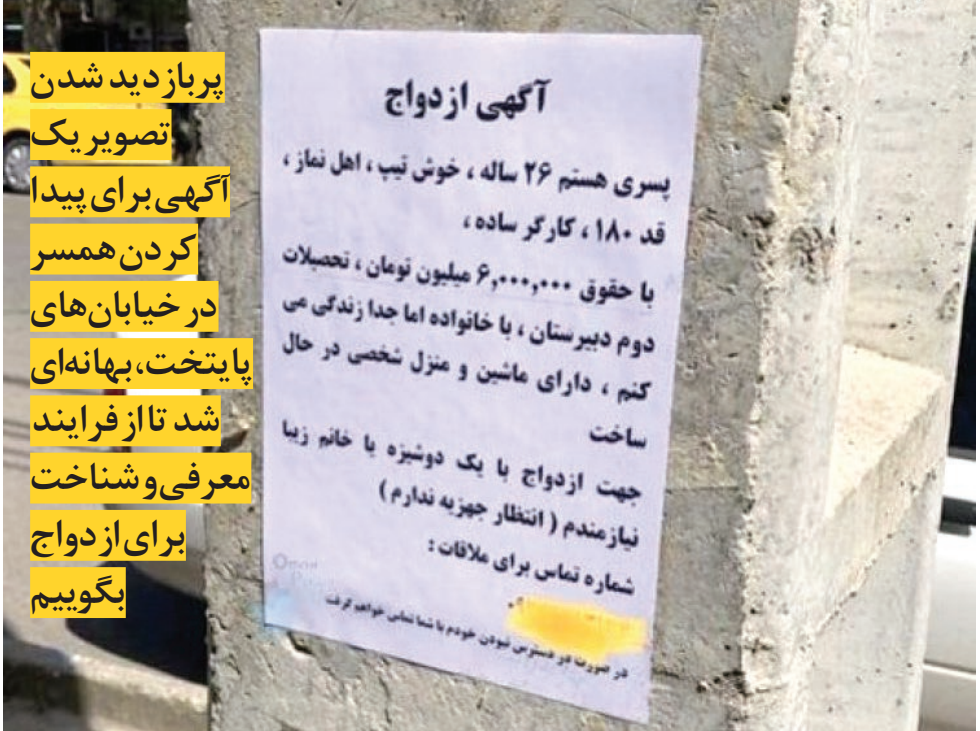 پربازدید شدن
تصویر یک
آگهی برای پیدا
کردن همسر
در خیابان‌های
پایتخت، بهانه‌ای
شد تا از فرایند
معرفی و شناخت
برای ازدواج
بگوییم
آگهی ازدواج
پسری هستم ۲۶ ساله ، خوش تیپ ، اهل نماز ،
قد ۱۸۰ ، کارگر ساده ،
با حقوق ۶,۰۰۰,۰۰۰ میلیون تومان ، تحصیلات
دوم دبیرستان ، با خانواده اما جدا زندگی می
کنم ، دارای ماشین و منزل شخصی در حال
ساخت
جهت ازدواج با یک دوشیزه یا خانم زیبا
نیازمندم ( انتظار جهزیه ندارم )
شماره تماس برای ملاقات :
در صورت در دسترس نبودن خودم با شما تماس خواهم گرفت